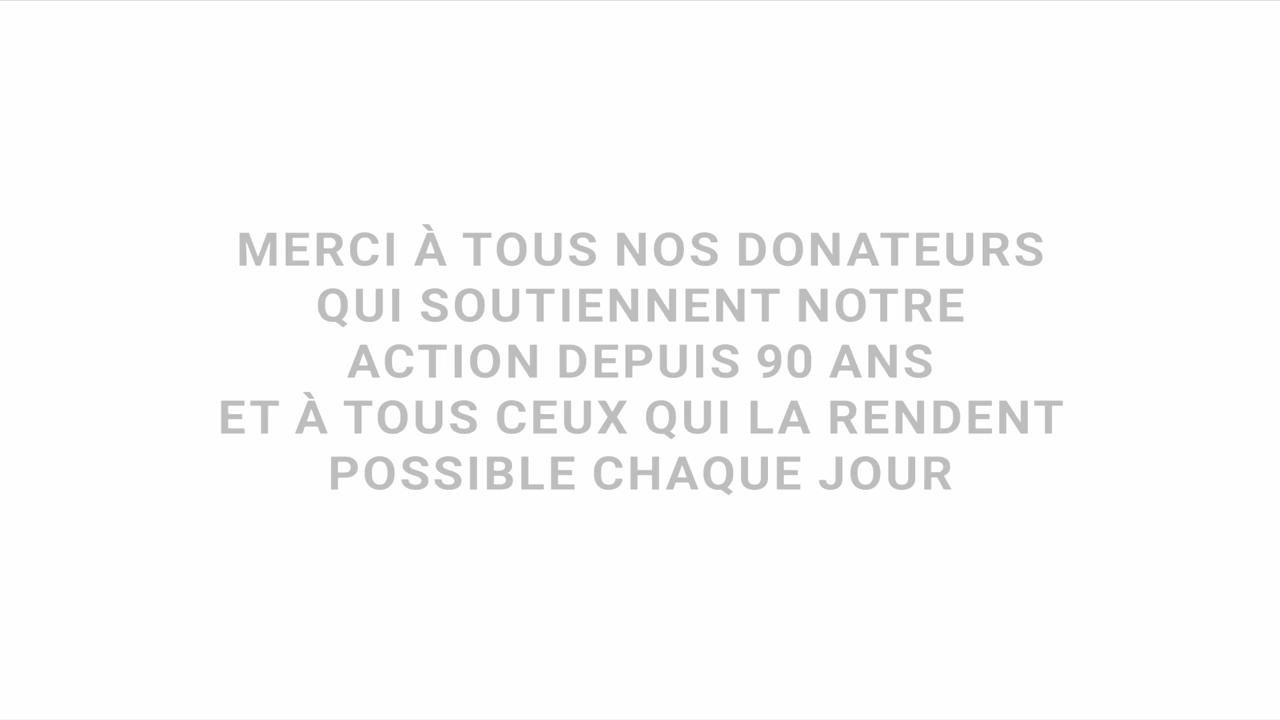 MERCI À TOUS NOS DONATEURS
QUI SOUTIENNENT NOTRE
ACTION DEPUIS 90 ANS
ET À TOUS CEUX QUI LA RENDENT
POSSIBLE CHAQUE JOUR